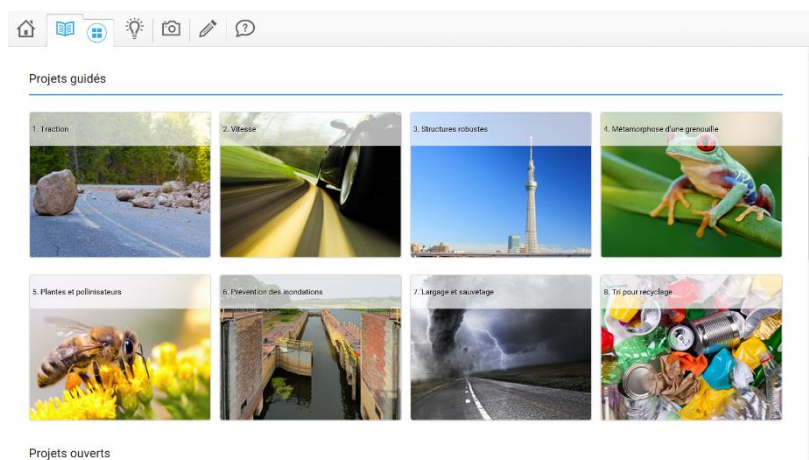 Projets guidés
1. Traction
2. Vitesse
3. Structures robustes
4. Métamorphose d'une grenouille
5. Plantes et pollinisateurs
6. Prévention des inondations
7. Largage et sauvetage
8. Tri pour recyclage
Projets ouverts